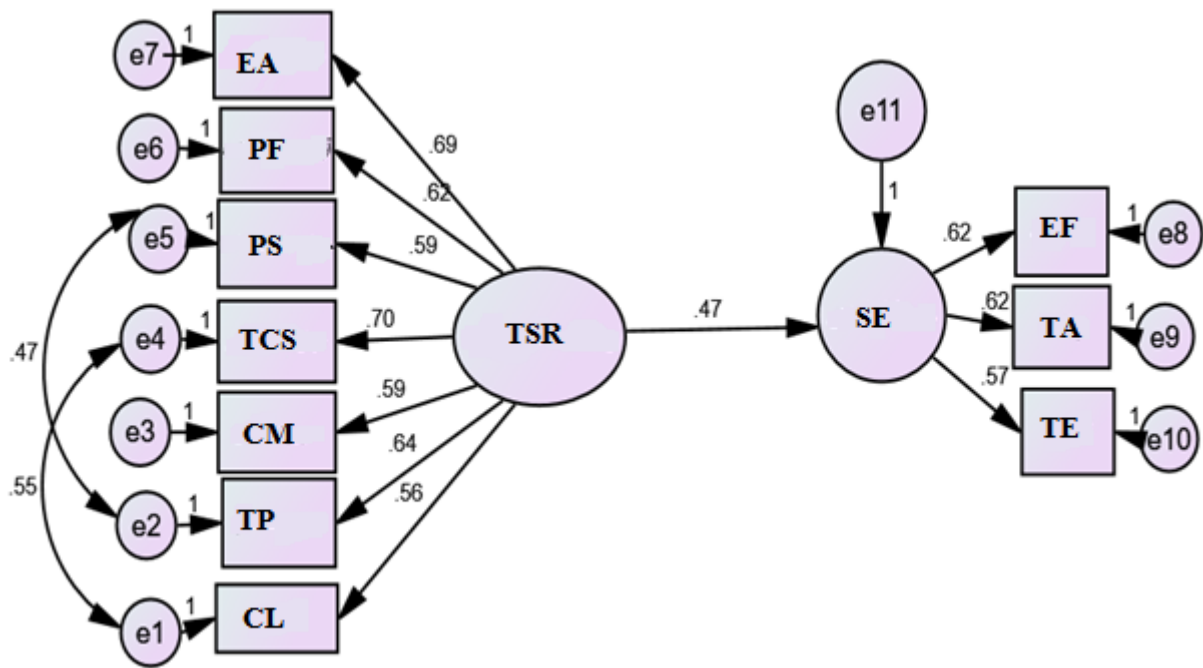 e7
1
EA
e6
1
PF
e5
1
PS
e4
1
TCS
e3
1
CM
e2
1
TP
e1
1
CL
.47
.55
.69
.62
.59
.70
.59
.64
.56
TSR
.47
e11
1
SE
.62
EF
1
e8
.62
TA
1
e9
.57
TE
1
e10